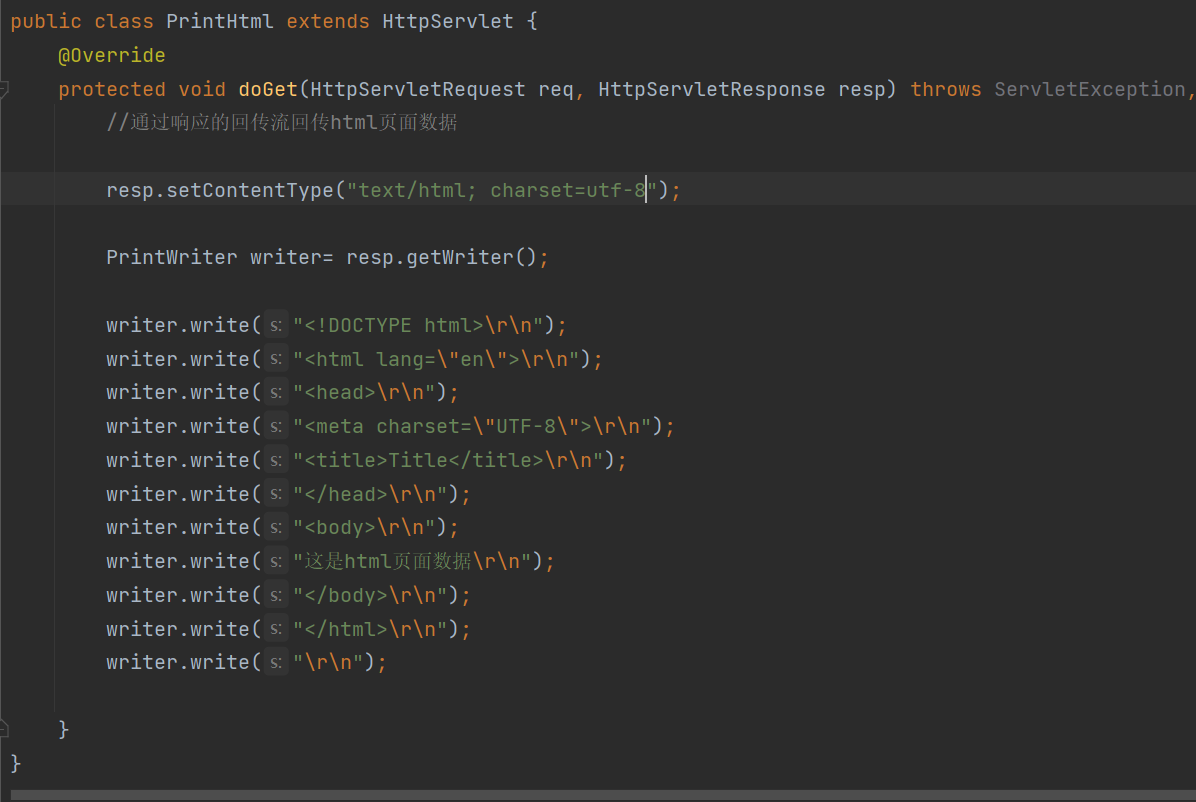 public class PrintHtml extends HttpServlet {
@Override
protected void doGet(HttpServletRequest req, HttpServletResponse resp) throws ServletException,
//通过响应的回传流回传html页面数据
resp.setContentType("text/html; charset=utf-8");
PrintWriter writer= resp.getWriter();
writer.write( s: "<!DOCTYPE html>\r\n");
writer.write( s: "<html lang=\"en\">\r\n");
writer.write( s: "<head>\r\n");
writer.write( s: "<meta charset=\"UTF-8\">\r\n");
writer.write( s: "<title>Title</title>\r\n");
writer.write( s: "</head>\r\n");
writer.write( s: "<body>\r\n");
writer.write( s: "这是html页面数据\r\n");
writer.write( s: "</body>\r\n");
writer.write( s: "</html>\r\n");
writer.write( s: "\r\n");
}
}